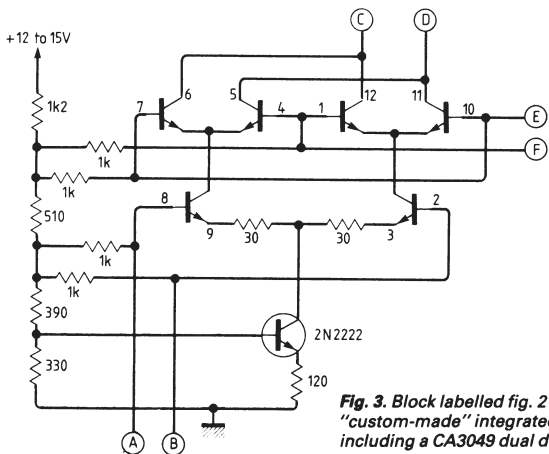 C D
+12 to 15V
6 5 12 11
1k2 7 4 1 10 E
1k F
1k
510 8 2
1k 9 30 30 3
1k
390
2N2222
330 120
A B
Fig. 3. Block labelled fig. 2
"custom-made" integrated
including a CA3049 dual d